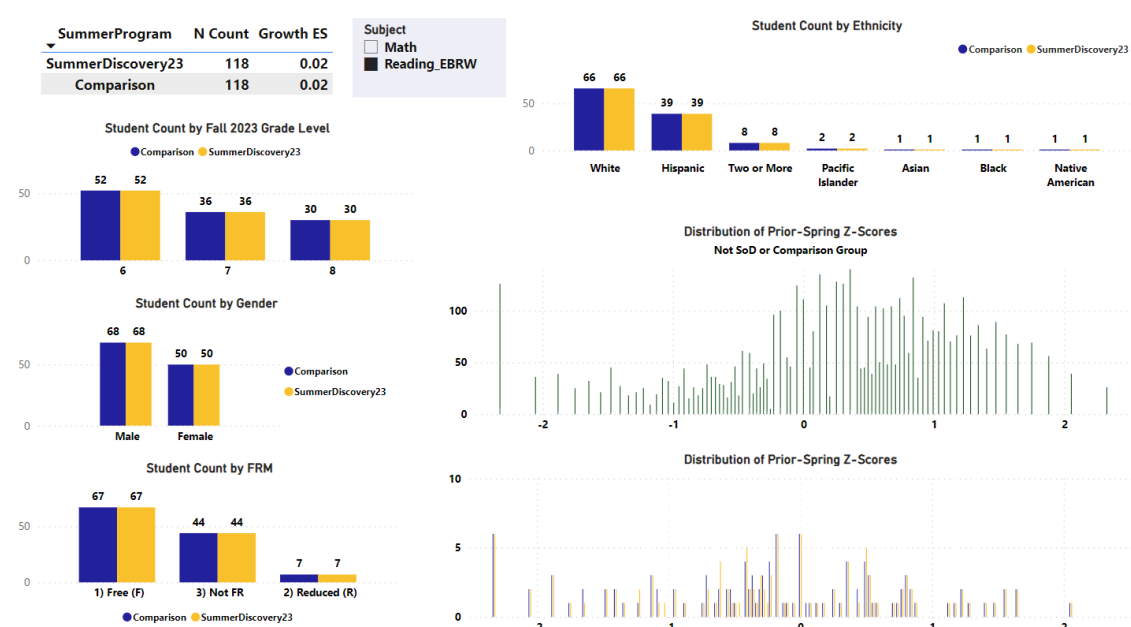 SummerProgram N Count Growth ES
SummerDiscovery23 118 0.02
Comparison 118 0.02
Subject
Math
Reading_EBRW
Student Count by Ethnicity
Comparison SummerDiscovery23
66 66
39 39
8 8
2 2
1 1
1 1
1 1
50
0
White Hispanic Two or More Pacific Islander Asian Black Native American
Student Count by Fall 2023 Grade Level
Comparison SummerDiscovery23
52 52
36 36
30 30
50
0
6 7 8
Distribution of Prior-Spring Z-Scores
Not SoD or Comparison Group
100
50
0
-2 -1 0 1 2
Student Count by Gender
68 68
50 50
50
0
Male Female
Comparison
SummerDiscovery23
Student Count by FRM
67 67
44 44
7 7
50
0
1) Free (F) 3) Not FR 2) Reduced (R)
Comparison SummerDiscovery23
Distribution of Prior-Spring Z-Scores
10
5
0
-2 -1 0 1 2